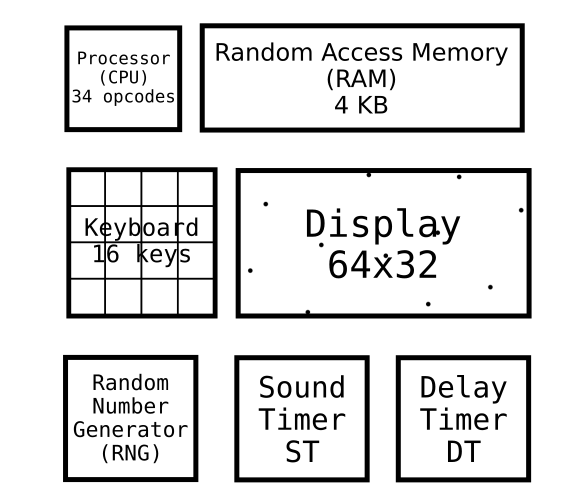 Processor
(CPU)
34 opcodes
Random Access Memory
(RAM)
4 KB
Keyboard
16 keys
Display
64x32
Random
Number
Generator
(RNG)
Sound
Timer
ST
Delay
Timer
DT